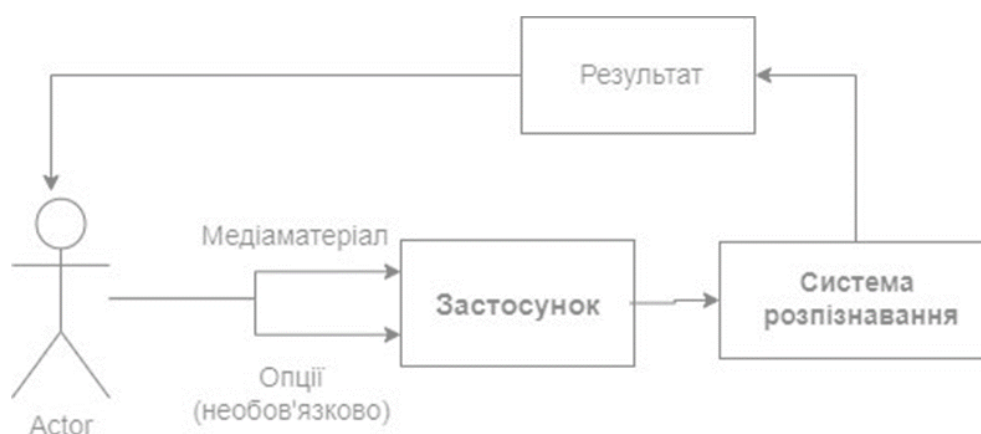 Результат
Медіаматеріал
Застосунок
Система
розпізнавання
Опції
(необов'язково)
Actor